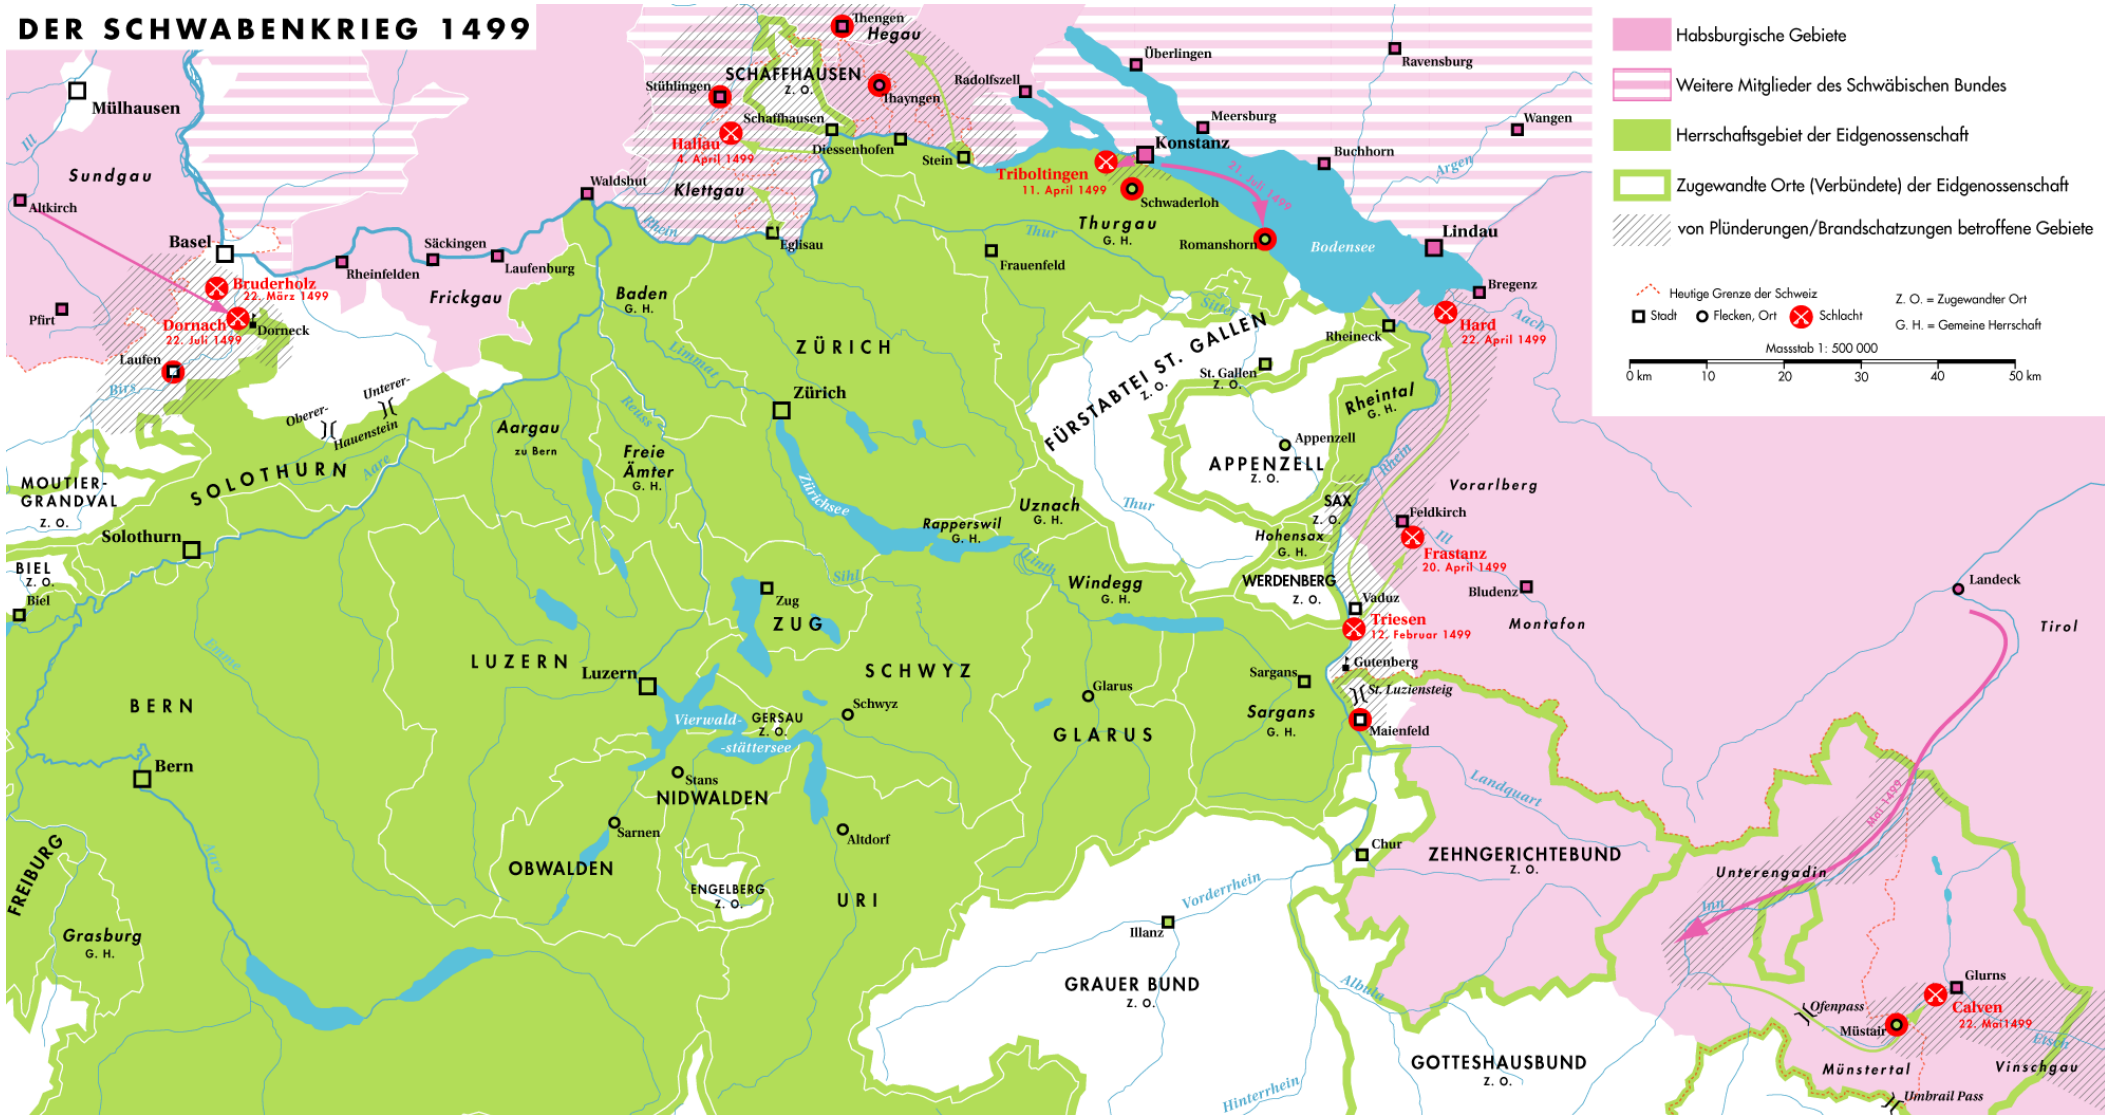 DER SCHWABENKRIEG 1499
Habsburgische Gebiete
Weitere Mitglieder des Schwäbischen Bundes
Herrschaftsgebiet der Eidgenossenschaft
Zugewandte Orte (Verbündete) der Eidgenossenschaft
von Plünderungen/Brandschatzungen betroffene Gebiete
Heutige Grenze der Schweiz
Z. O. = Zugewandter Ort
Stadt
Flecken, Ort
Schlacht
G. H. = Gemeine Herrschaft
Massstab 1: 500 000
0 km 10 20 30 40 50 km
Thengen
Hegau
Mülhausen
Ill
Sundgau
Altkirch
Basel
Pfirt
Bruderholz
22. März 1499
Dornach
22. Juli 1499
Dorneck
Laufen
Birs
Rheinfelden
Säckingen
Laufenburg
Frickgau
Waldshut
Rhein
Stühlingen
SCHAFFHAUSEN
Z. O.
Schaffhausen
Thayngen
Hallau
4. April 1499
Klettgau
Diessenhofen
Stein
Eglisau
Radolfszell
Überlingen
Ravensburg
Meersburg
Wangen
Konstanz
Buchhorn
Argen
Triboltingen
11. April 1499
Schwaderloh
21. Juli 1499
Thurgau
G. H.
Thur
Frauenfeld
Romanshorn
Bodensee
Lindau
Bregenz
Aach
Hard
22. April 1499
Sitter
Rheineck
FÜRSTABTEI ST. GALLEN
Z. O.
St. Gallen
Z. O.
Rheintal
G. H.
Appenzell
APPENZELL
Z. O.
Thur
Rhein
Vorarlberg
SAX
Z. O.
Hohensax
G. H.
Feldkirch
Ill
Frastanz
20. April 1499
WERDENBERG
Z. O.
Vaduz
Bludenz
Montafon
Triesen
12. Februar 1499
Gutenberg
St. Luziensteig
Maienfeld
Sargans
Sargans
G. H.
Landeck
Tirol
Baden
G. H.
ZÜRICH
Limmat
Zürich
Reuss
Unterer-
Oberer-
Hauenstein
Aargau
zu Bern
Freie
Ämter
G. H.
Zürichsee
Uznach
G. H.
Rapperswil
G. H.
Linth
Windegg
G. H.
MOUTIER-
GRANDVAL
Z. O.
SOLOTHURN
Aare
Solothurn
BIEL
Z. O.
Biel
Emme
Sihl
Zug
ZUG
LUZERN
Luzern
SCHWYZ
Schwyz
Vierwald-
-stättersee
GERSAU
Z. O.
Glarus
GLARUS
BERN
Bern
Aare
Stans
NIDWALDEN
Sarnen
OBWALDEN
Altdorf
ENGELBERG
Z. O.
URI
FREIBURG
Grasburg
G. H.
Landquart
Chur
ZEHNGERICHTEBUND
Z. O.
Vorderrhein
Illanz
GRAUER BUND
Z. O.
Albula
Hinterrhein
GOTTESHAUSBUND
Z. O.
Mai 1499
Unterengadin
Inn
Glurns
Calven
22. Mai1499
Ofenpass
Müstair
Etsen
Münstertal
Vinschgau
Umbrail Pass